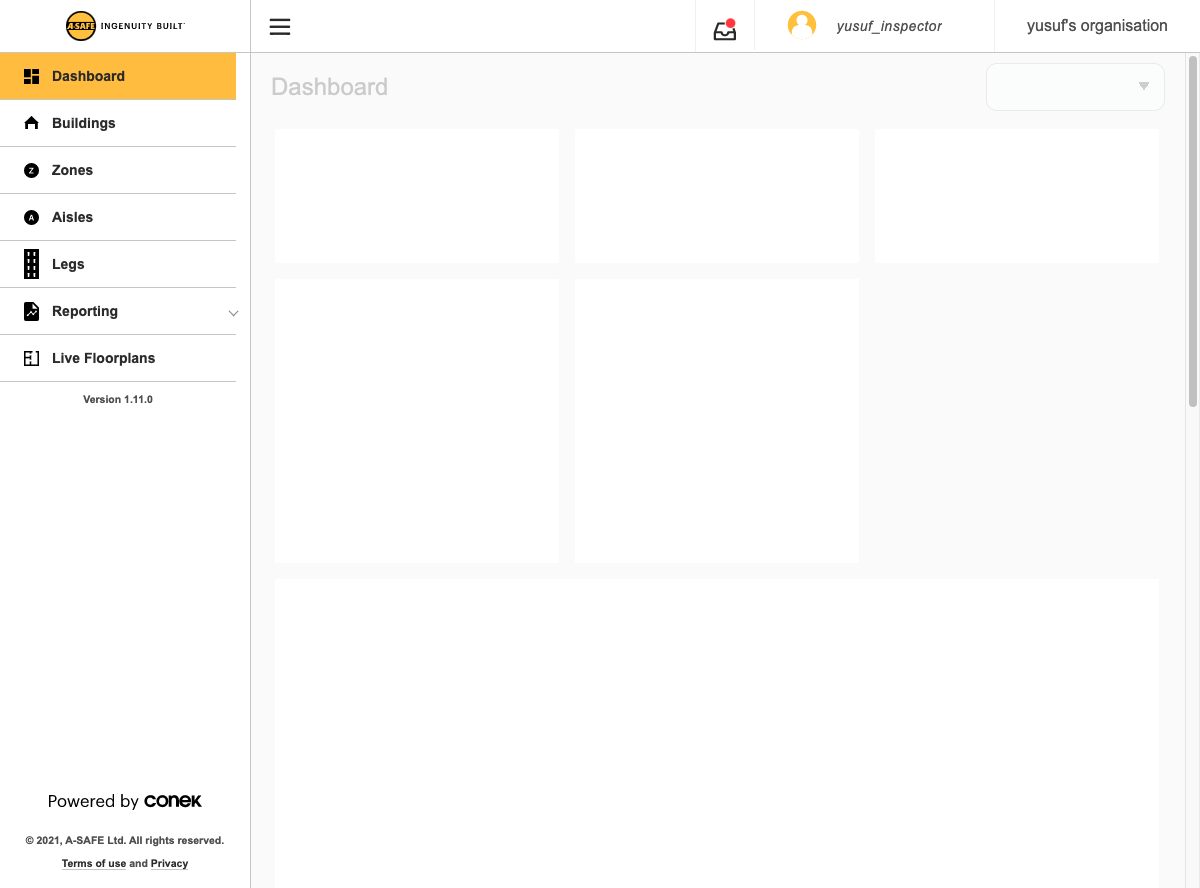 A-SAFE INGENUITY BUILT
yusuf_inspector
yusuf's organisation
Dashboard
Buildings
Z Zones
A Aisles
Legs
Reporting
Live Floorplans
Version 1.11.0
Powered by conek
© 2021, A-SAFE Ltd. All rights reserved.
Terms of use and Privacy
Dashboard